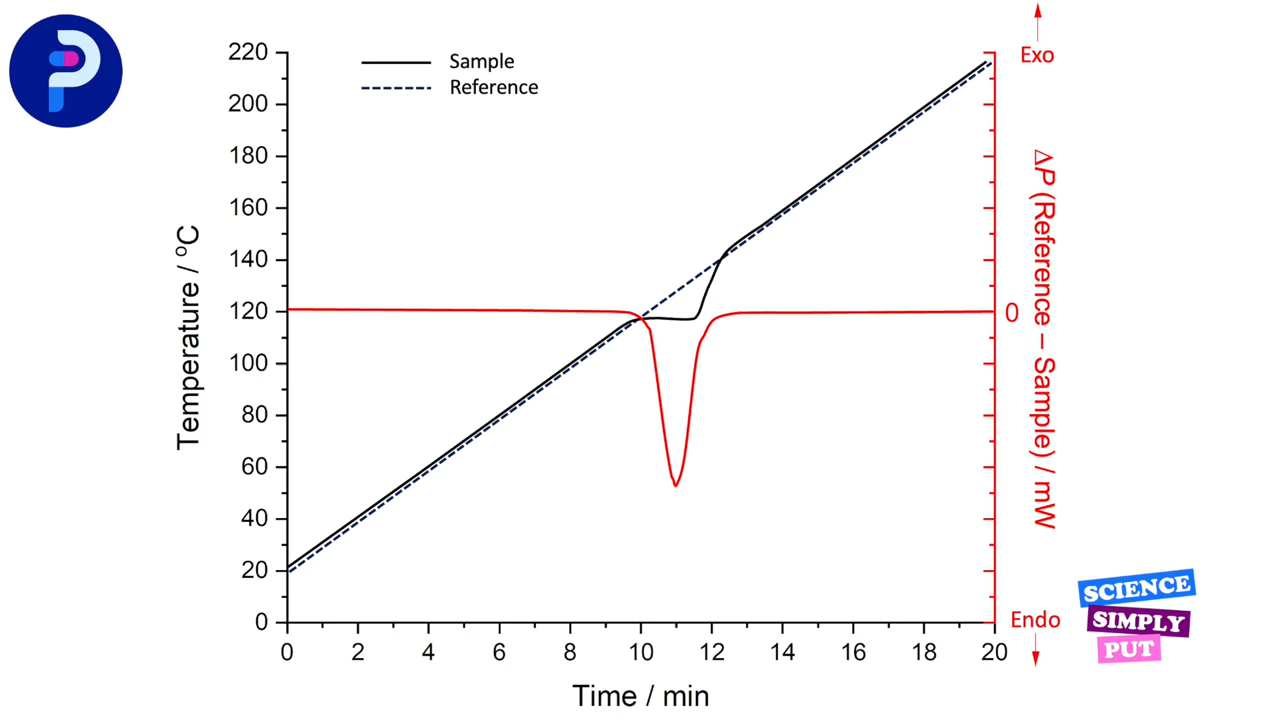 Sample
Reference
Exo
220
200
180
160
140
120
100
80
60
40
20
0
Temperature / °C
0
ΔP (Reference – Sample) / mW
Endo
0 2 4 6 8 10 12 14 16 18 20
Time / min
SCIENCE
SIMPLY
PUT